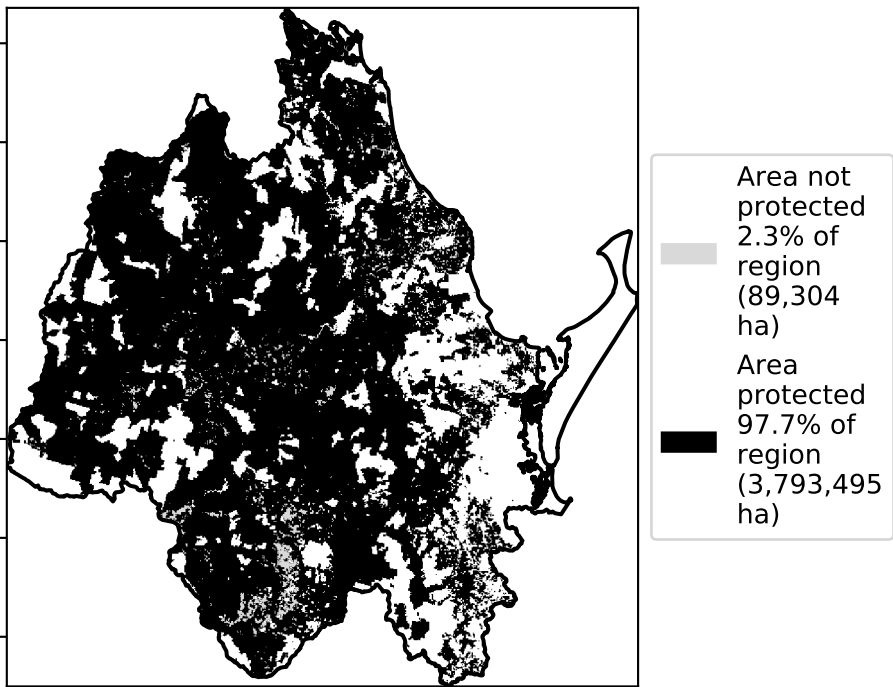 Area not
protected
2.3% of
region
(89,304
ha)
Area
protected
97.7% of
region
(3,793,495
ha)